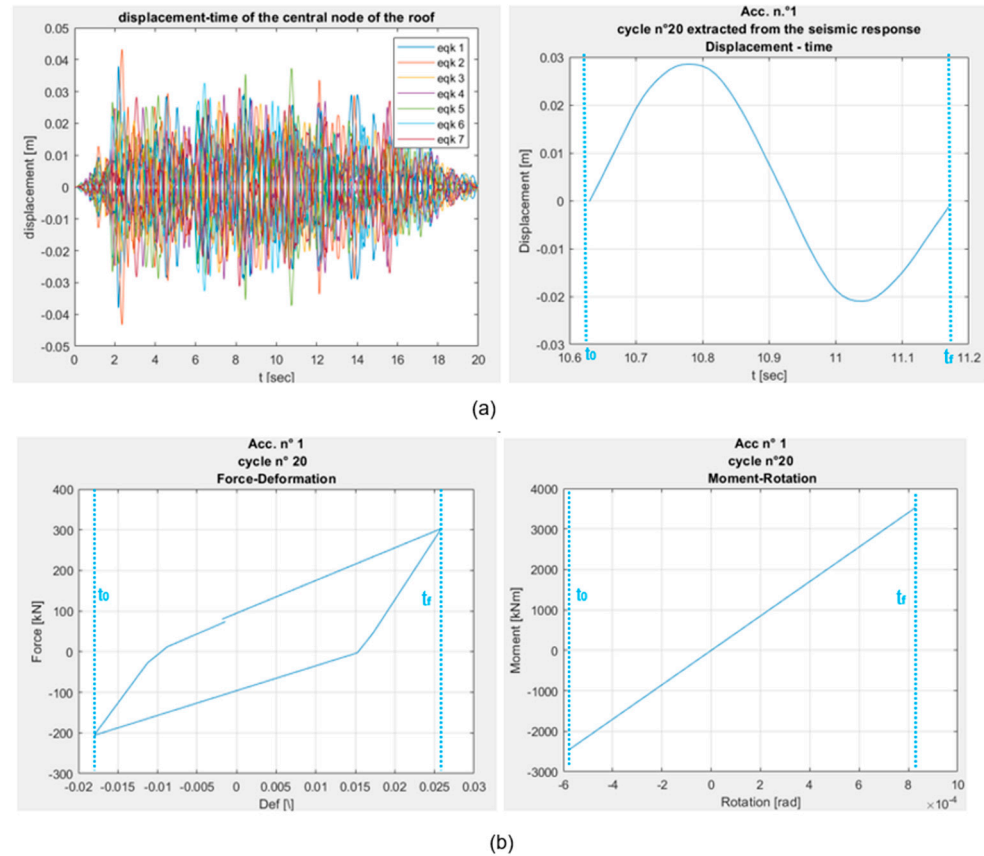 displacement-time of the central node of the roof
displacement [m]
0.05
0.04
0.03
0.02
0.01
0
-0.01
-0.02
-0.03
-0.04
-0.05
eqk 1
eqk 2
eqk 3
eqk 4
eqk 5
eqk 6
eqk 7
0 2 4 6 8 10 12 14 16 18 20
t [sec]
Acc. n.°1
cycle n°20 extracted from the seismic response
Displacement - time
Displacement [m]
0.03
0.02
0.01
0
-0.01
-0.02
-0.03
t0
tf
10.6 10.7 10.8 10.9 11 11.1 11.2
t [sec]
(a)
Acc. n° 1
cycle n° 20
Force-Deformation
Force [kN]
400
300
200
100
0
-100
-200
-300
t0
tf
-0.02 -0.015 -0.01 -0.005 0 0.005 0.01 0.015 0.02 0.025 0.03
Def [\]
Acc n° 1
cycle n°20
Moment-Rotation
Moment [kNm]
4000
3000
2000
1000
0
-1000
-2000
-3000
t0
tf
-6 -4 -2 0 2 4 6 8 10
Rotation [rad]
×10-4
(b)